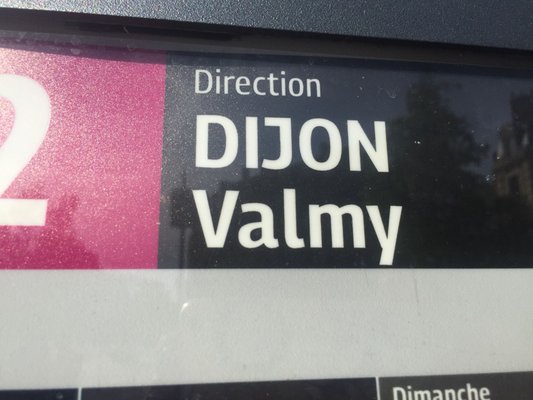 2
Direction
DIJON
Valmy
Dimanche